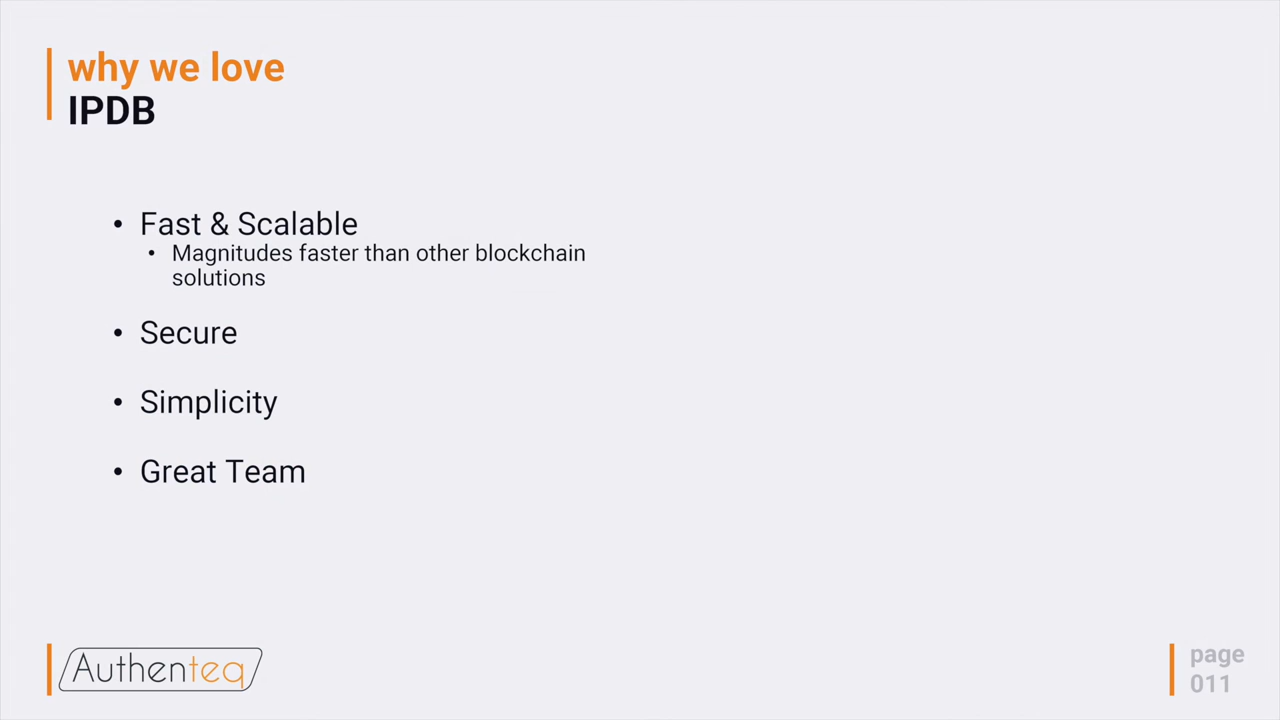 why we love
IPDB
• Fast & Scalable
• Magnitudes faster than other blockchain
solutions
• Secure
• Simplicity
• Great Team
Authenteq
page
011